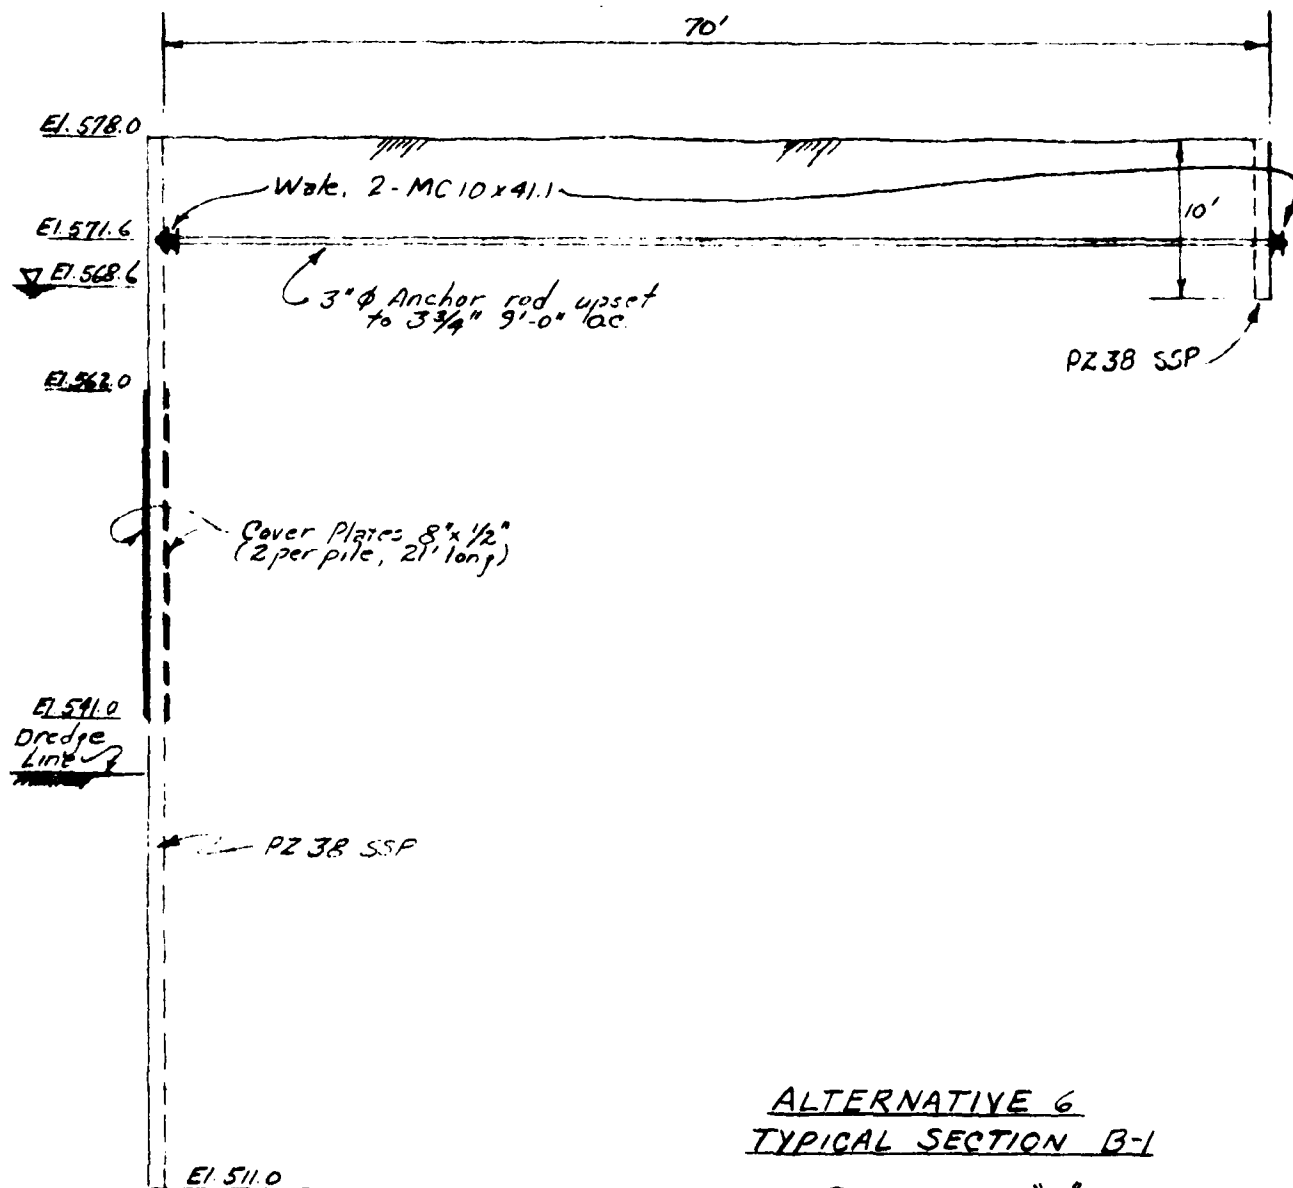 70'
El. 578.0
Wale, 2-MC 10 x 41.1
El. 571.6
10'
El. 568.6
3" φ Anchor rod upset
to 3 3/4" 9'-0" oc.
PZ 38 SSP
El. 562.0
Cover Plates 8" x 1/2"
(2 per pile, 21' long)
El. 541.0
Dredge
Line
PZ 38 SSP
ALTERNATIVE 6
TYPICAL SECTION B-1
El. 511.0